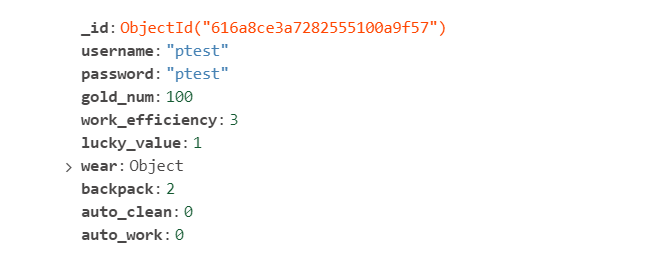 _id: ObjectId("616a8ce3a7282555100a9f57")
username: "ptest"
password: "ptest"
gold_num: 100
work_efficiency: 3
lucky_value: 1
> wear: Object
backpack: 2
auto_clean: 0
auto_work: 0